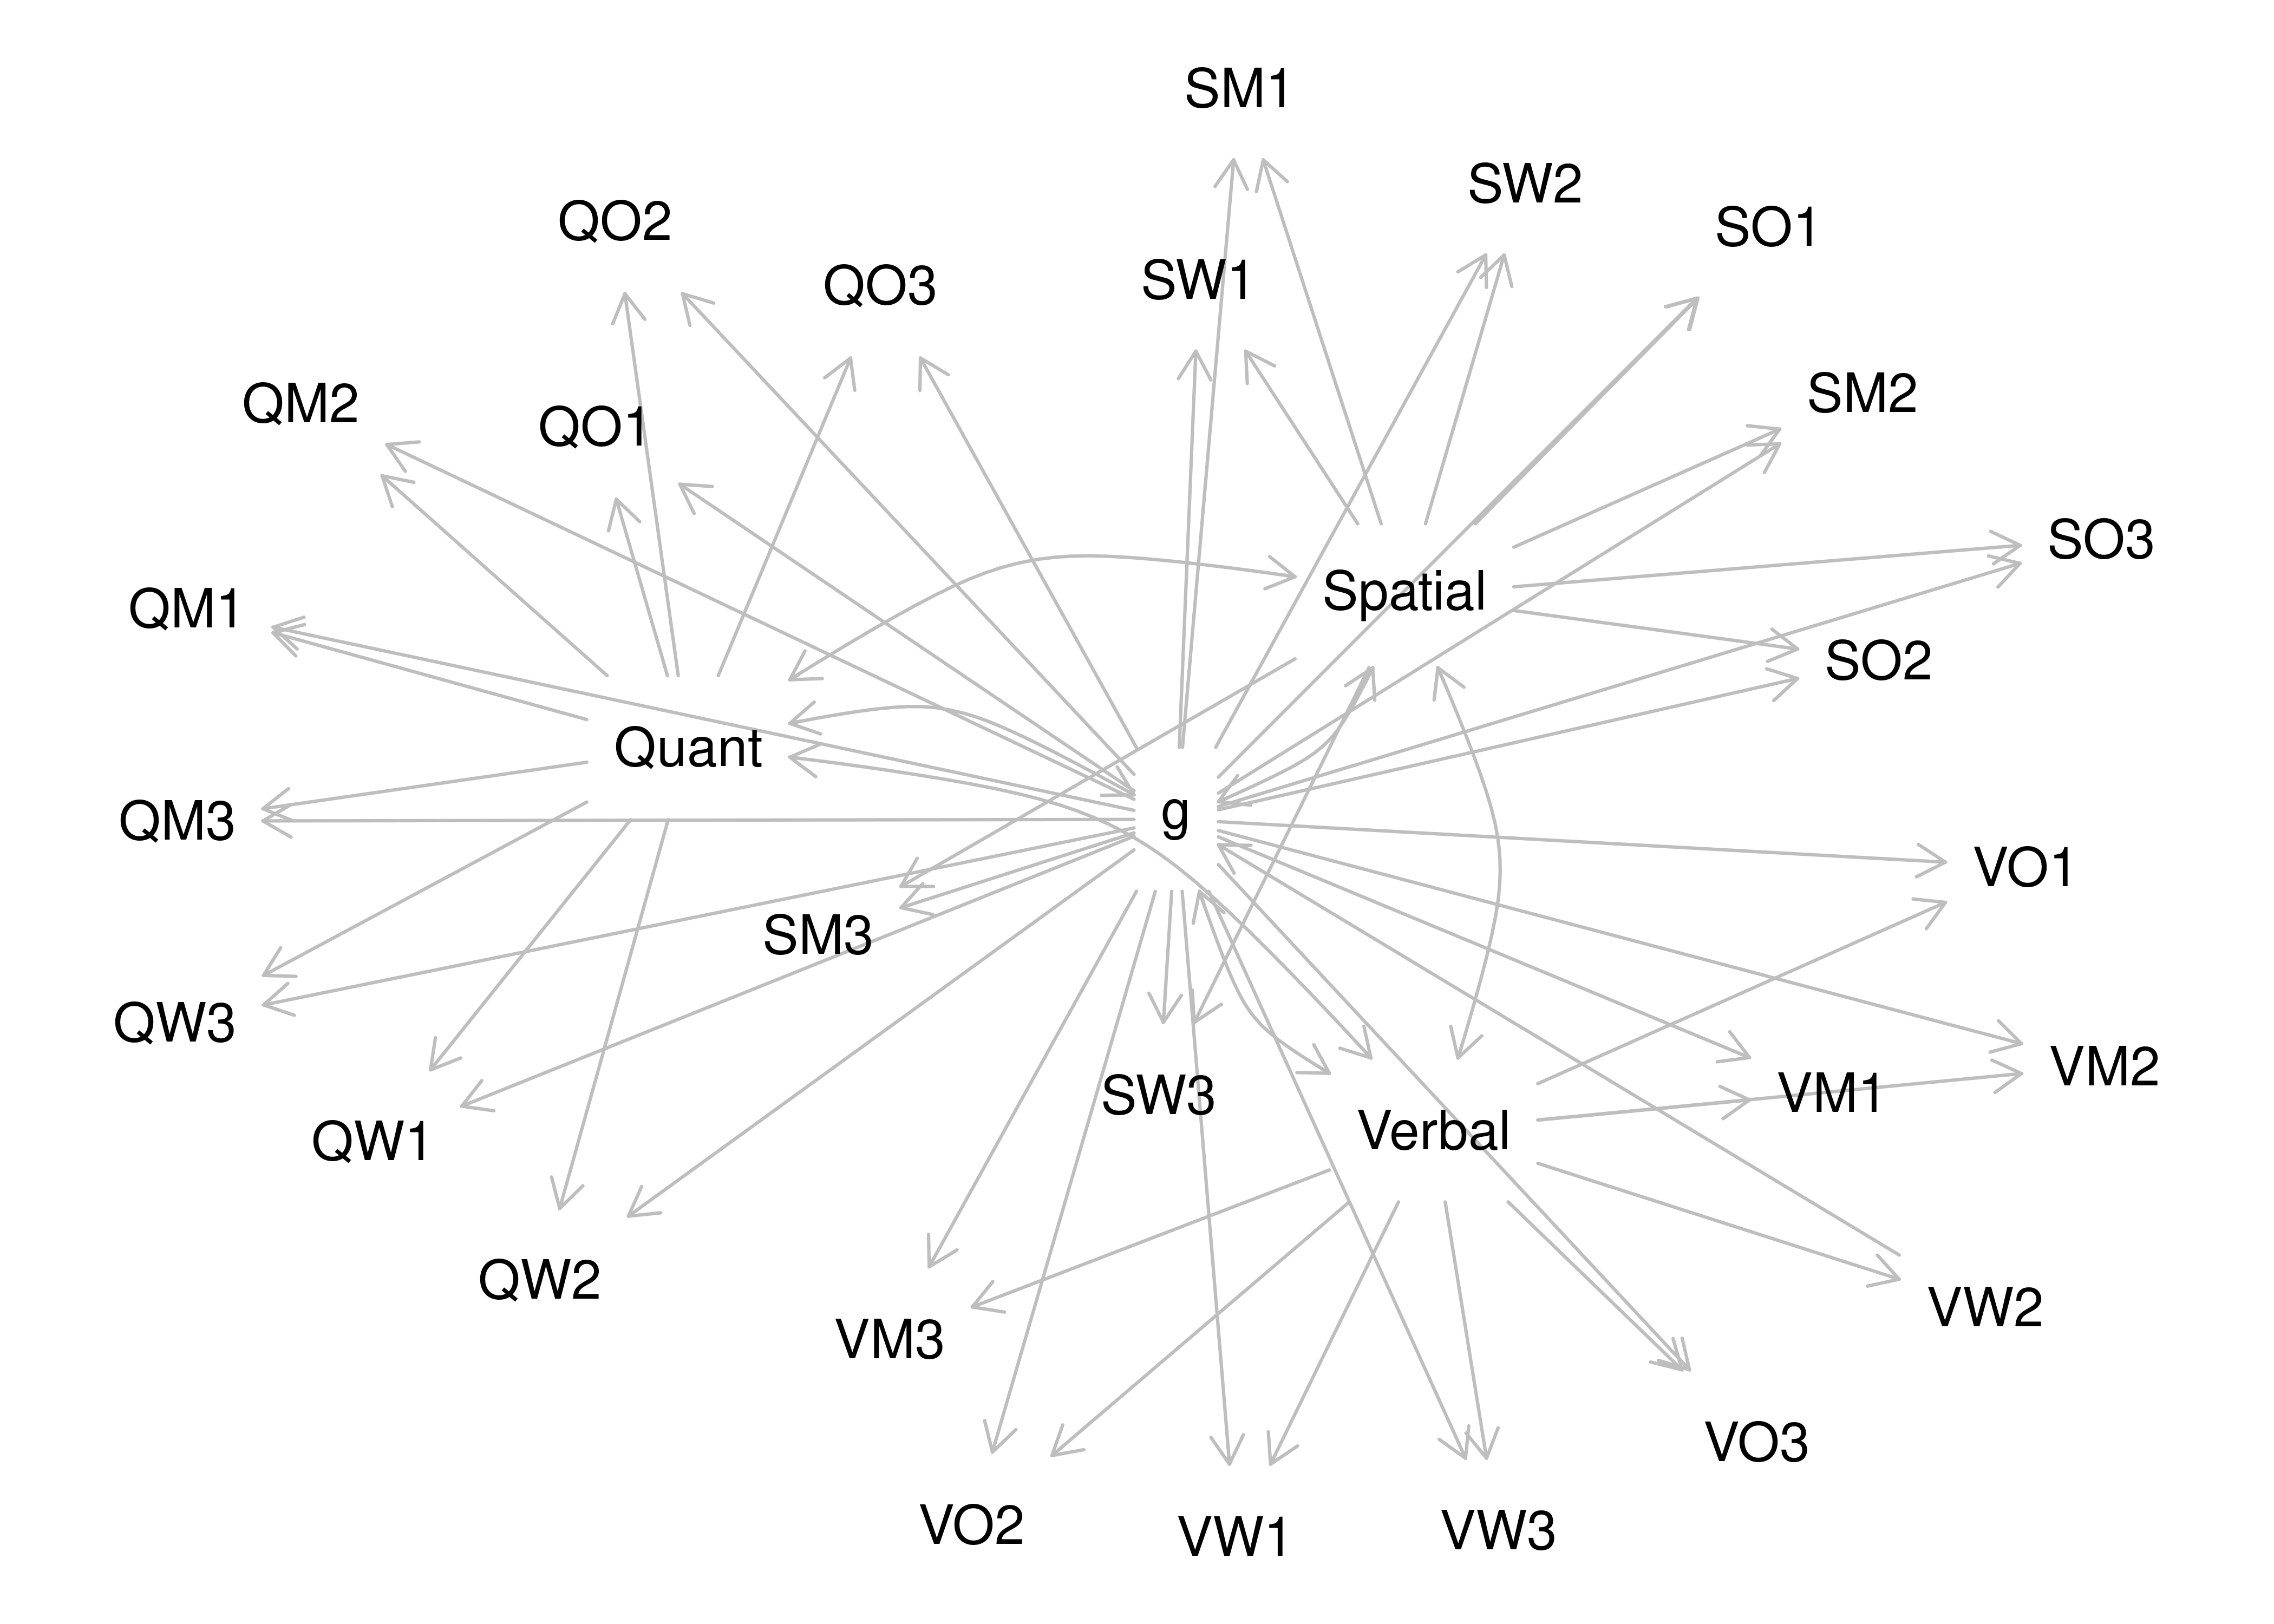 SM1
SW2
QO2
SO1
SW1
QO3
SM2
QM2
QO1
SO3
Spatial
QM1
SO2
Quant
g
QM3
VO1
SM3
QW3
VM2
VM1
SW3
Verbal
QW1
QW2
VW2
VM3
VO3
VO2
VW3
VW1